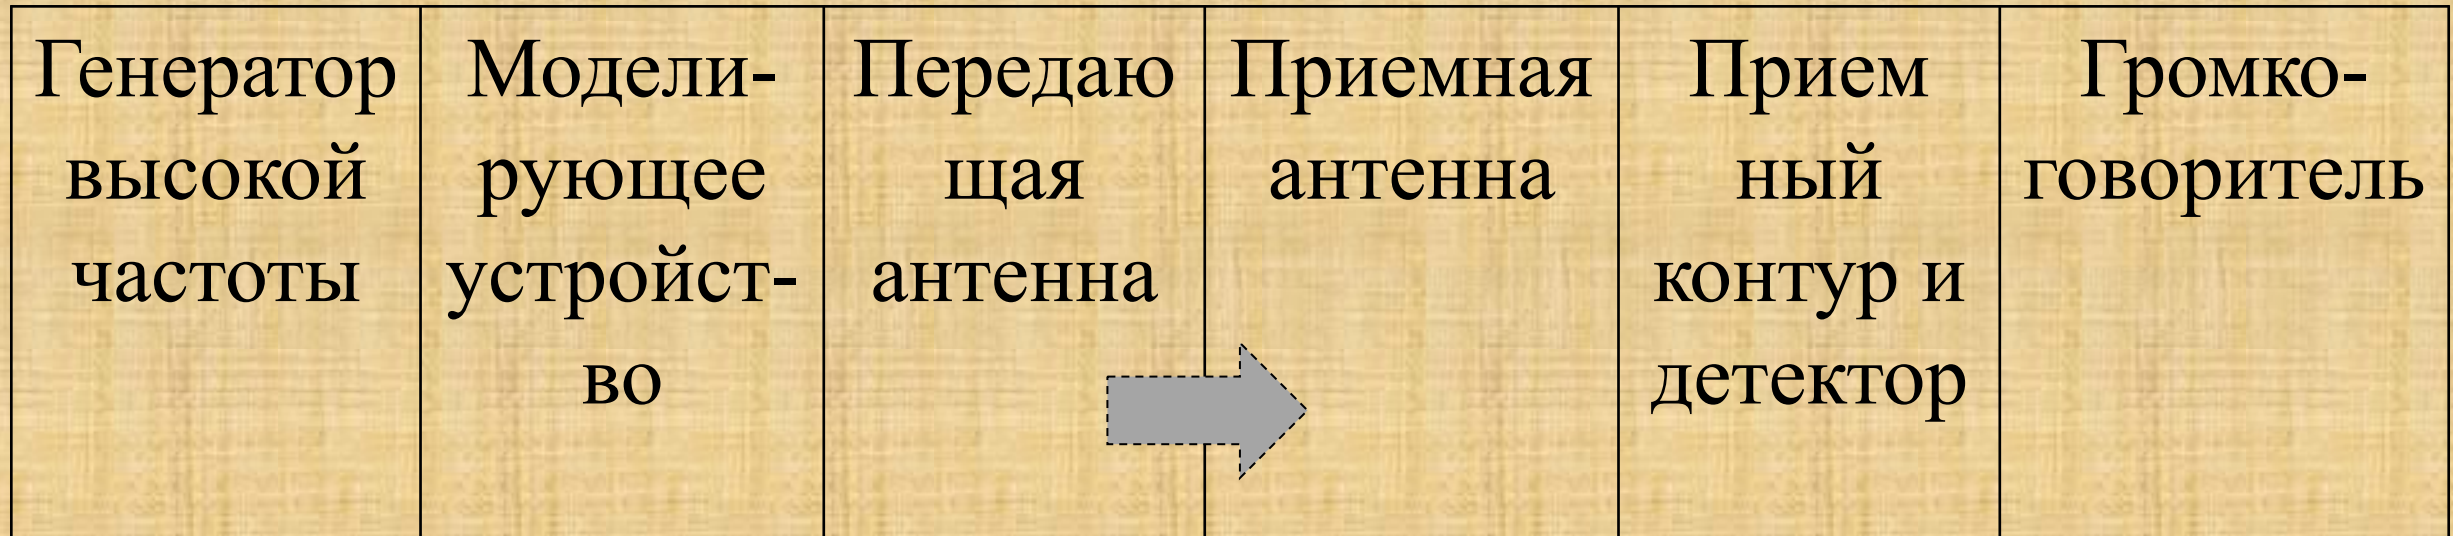 Генератор
высокой
частоты
Модели-
рующее
устройст-
во
Передаю
щая
антенна
Приемная
антенна
Прием
ный
контур и
детектор
Громко-
говоритель